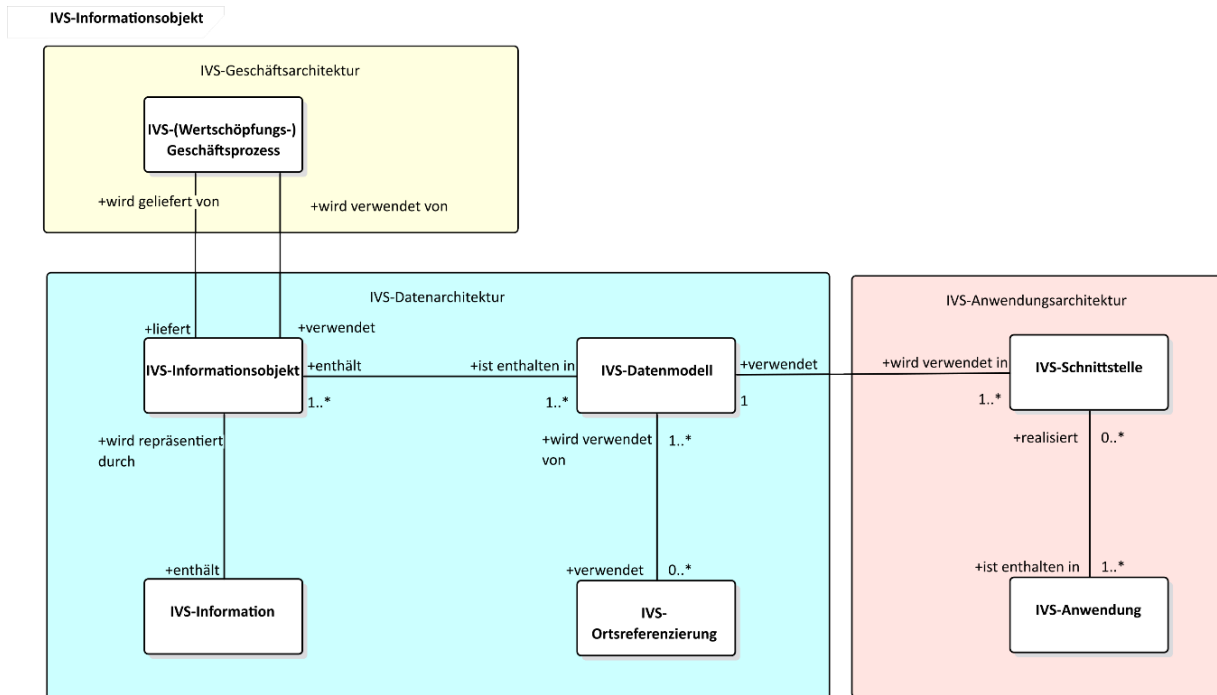 IVS-Informationsobjekt
IVS-Geschäftsarchitektur
IVS-(Wertschöpfungs-)
Geschäftsprozess
+wird geliefert von
+wird verwendet von
IVS-Datenarchitektur
IVS-Anwendungsarchitektur
+liefert
+verwendet
IVS-Informationsobjekt
+enthält
1..*
+ist enthalten in
1..*
IVS-Datenmodell
+verwendet
1
+wird verwendet in
1..*
IVS-Schnittstelle
+wird repräsentiert
durch
+wird verwendet
von
1..*
+realisiert
0..*
+enthält
IVS-Information
+verwendet
0..*
IVS-
Ortsreferenzierung
+ist enthalten in
1..*
IVS-Anwendung